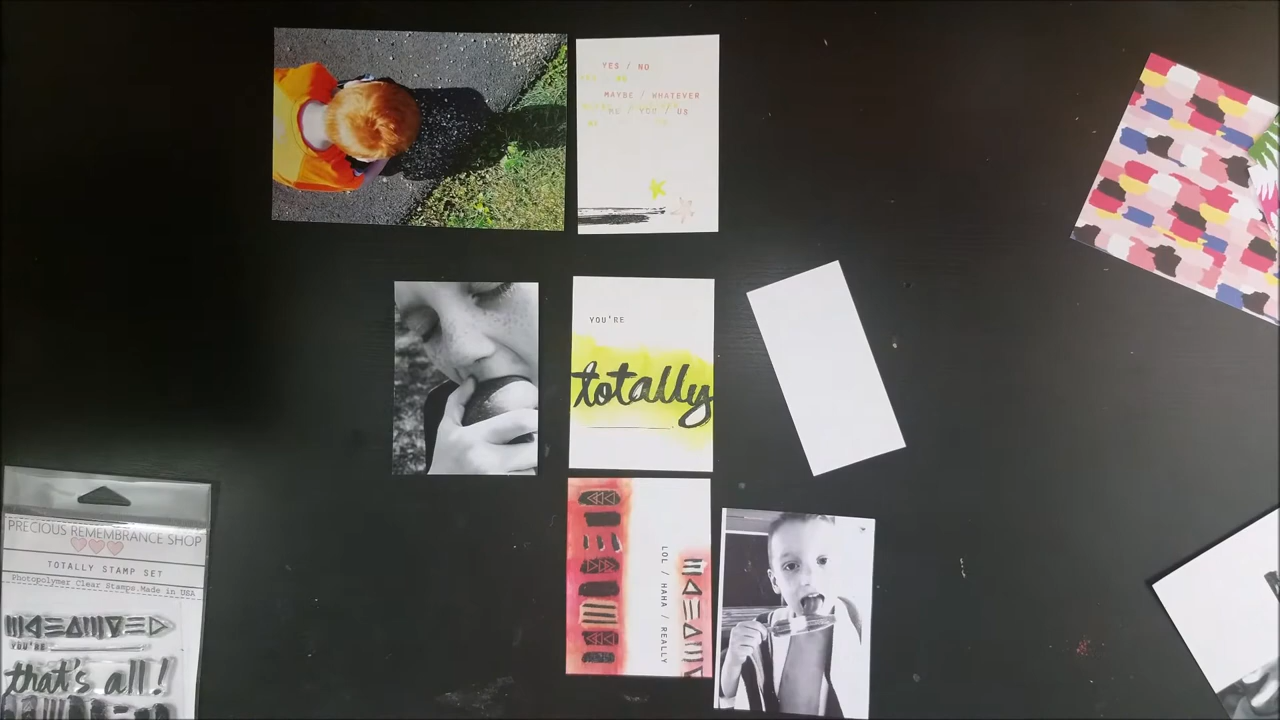 YES / NO
MAYBE / WHATEVER
ME / YOU / US
YOU'RE
totally
LOL / HAHA / REALLY
PRECIOUS REMEMBRANCE SHOP
TOTALLY STAMP SET
Photopolymer Clear Stamps. Made in USA
YOU'RE
that's all!